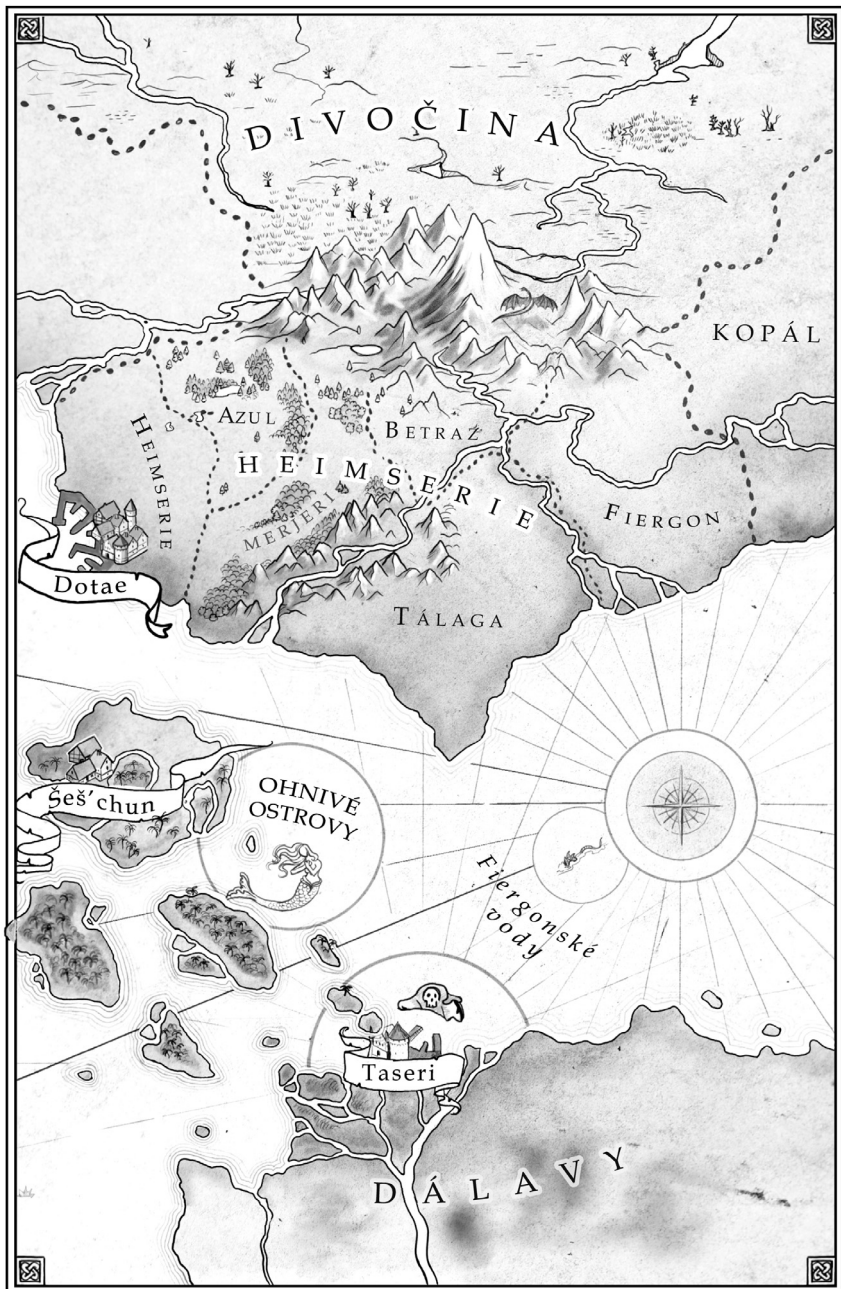 DIVOČINA
KOPÁL
AZUL
BETRAŽ
HEIMSERIE
HEIMSERIE
MERJERI
FIERGON
Dotae
TÁLAGA
Šeš’chun
OHNIVÉ
OSTROVY
Fiergonské
vody
Taseri
DÁLAVY